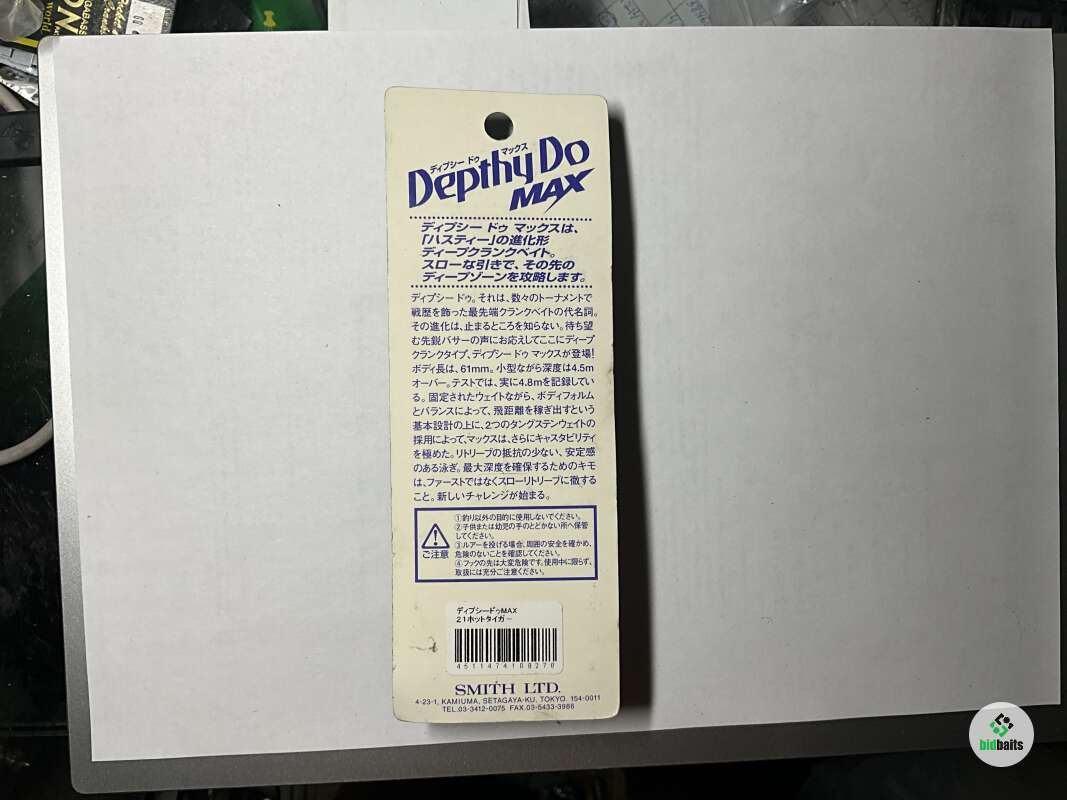 ディプシー ドゥ マックス
Depthy Do
MAX
ディプシー ドゥ マックスは、
「ハスティー」の進化形
ディープクランクベイト。
スローな引きで、その先の
ディープゾーンを攻略します。
ディプシー ドゥ。それは、数々のトーナメントで
戦歴を飾った最先端クランクベイトの代名詞。
その進化は、止まるところを知らない。待ち望
む先鋭バサーの声にお応えしてここにディープ
クランクタイプ、ディプシー ドゥ マックスが登場!
ボディ長は、61mm。小型ながら深度は4.5m
オーバー。テストでは、実に4.8mを記録してい
る。固定されたウェイトながら、ボディフォルム
とバランスによって、飛距離を稼ぎ出すという
基本設計の上に、2つのタングステンウェイトの
採用によって、マックスは、さらにキャスタビリティ
を極めた。リトリーブの抵抗の少ない、安定感
のある泳ぎ。最大深度を確保するためのキモ
は、ファーストではなくスローリトリーブに徹する
こと。新しいチャレンジが始まる。
ご注意
①釣り以外の目的に使用しないでください。
②子供または幼児の手のとどかない所へ保管
してください。
③ルアーを投げる場合、周囲の安全を確かめ、
危険のないことを確認してください。
④フックの先は大変危険です。使用中に限らず、
取扱には充分ご注意ください。
ディプシードゥMAX
21ホットタイガー
4511474108278
SMITH LTD.
4-23-1, KAMIUMA, SETAGAYA-KU, TOKYO. 154-0011
TEL.03-3412-0075 FAX.03-5433-3986
bidbaits